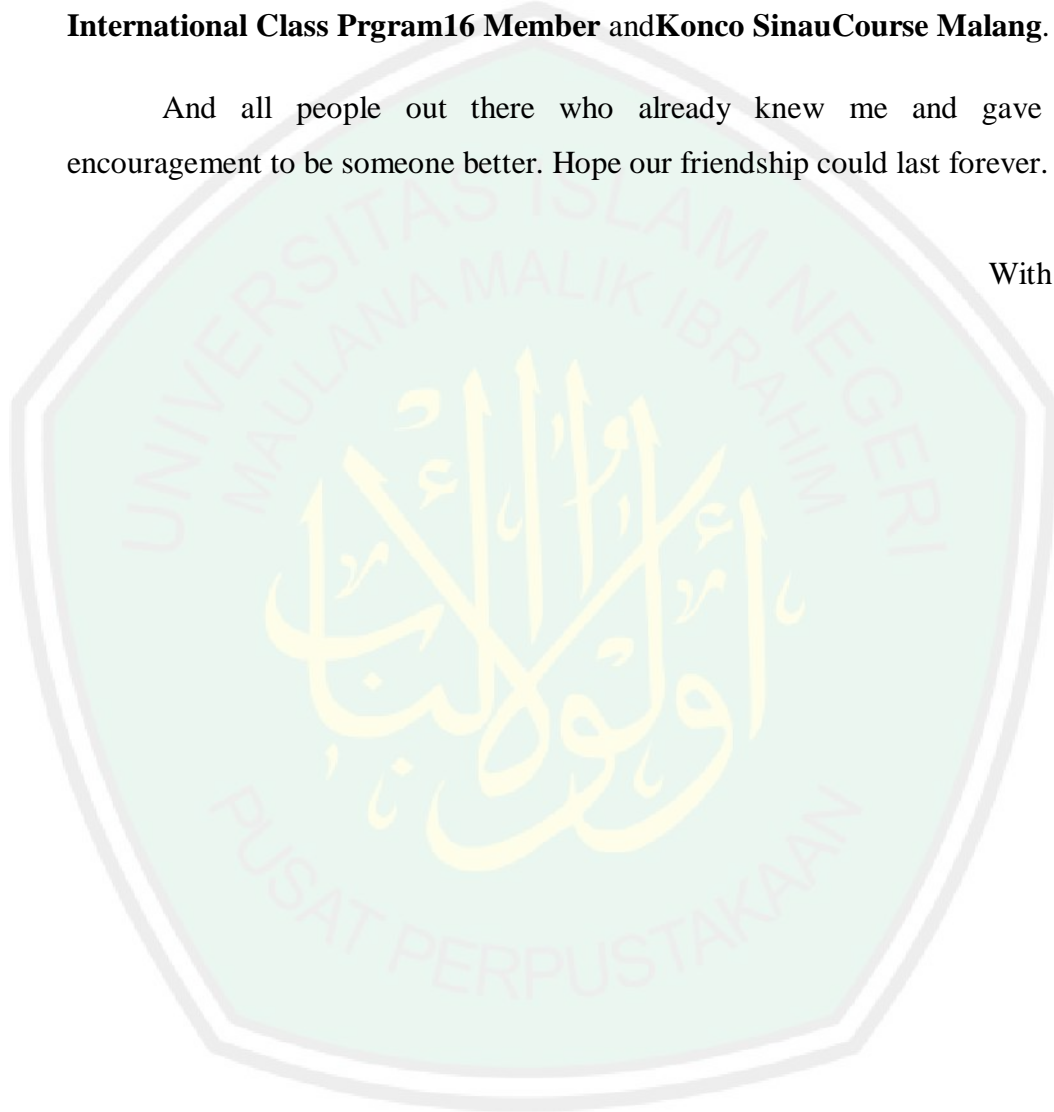 International Class Prgram16 Member andKonco SinauCourse Malang.
And all people out there who already knew me and gave
encouragement to be someone better. Hope our friendship could last forever.
With
UNIVERSITAS ISLAM NEGERI
MAULANA MALIK IBRAHIM
أولوا الألباب
PUSAT PERPUSTAKAAN